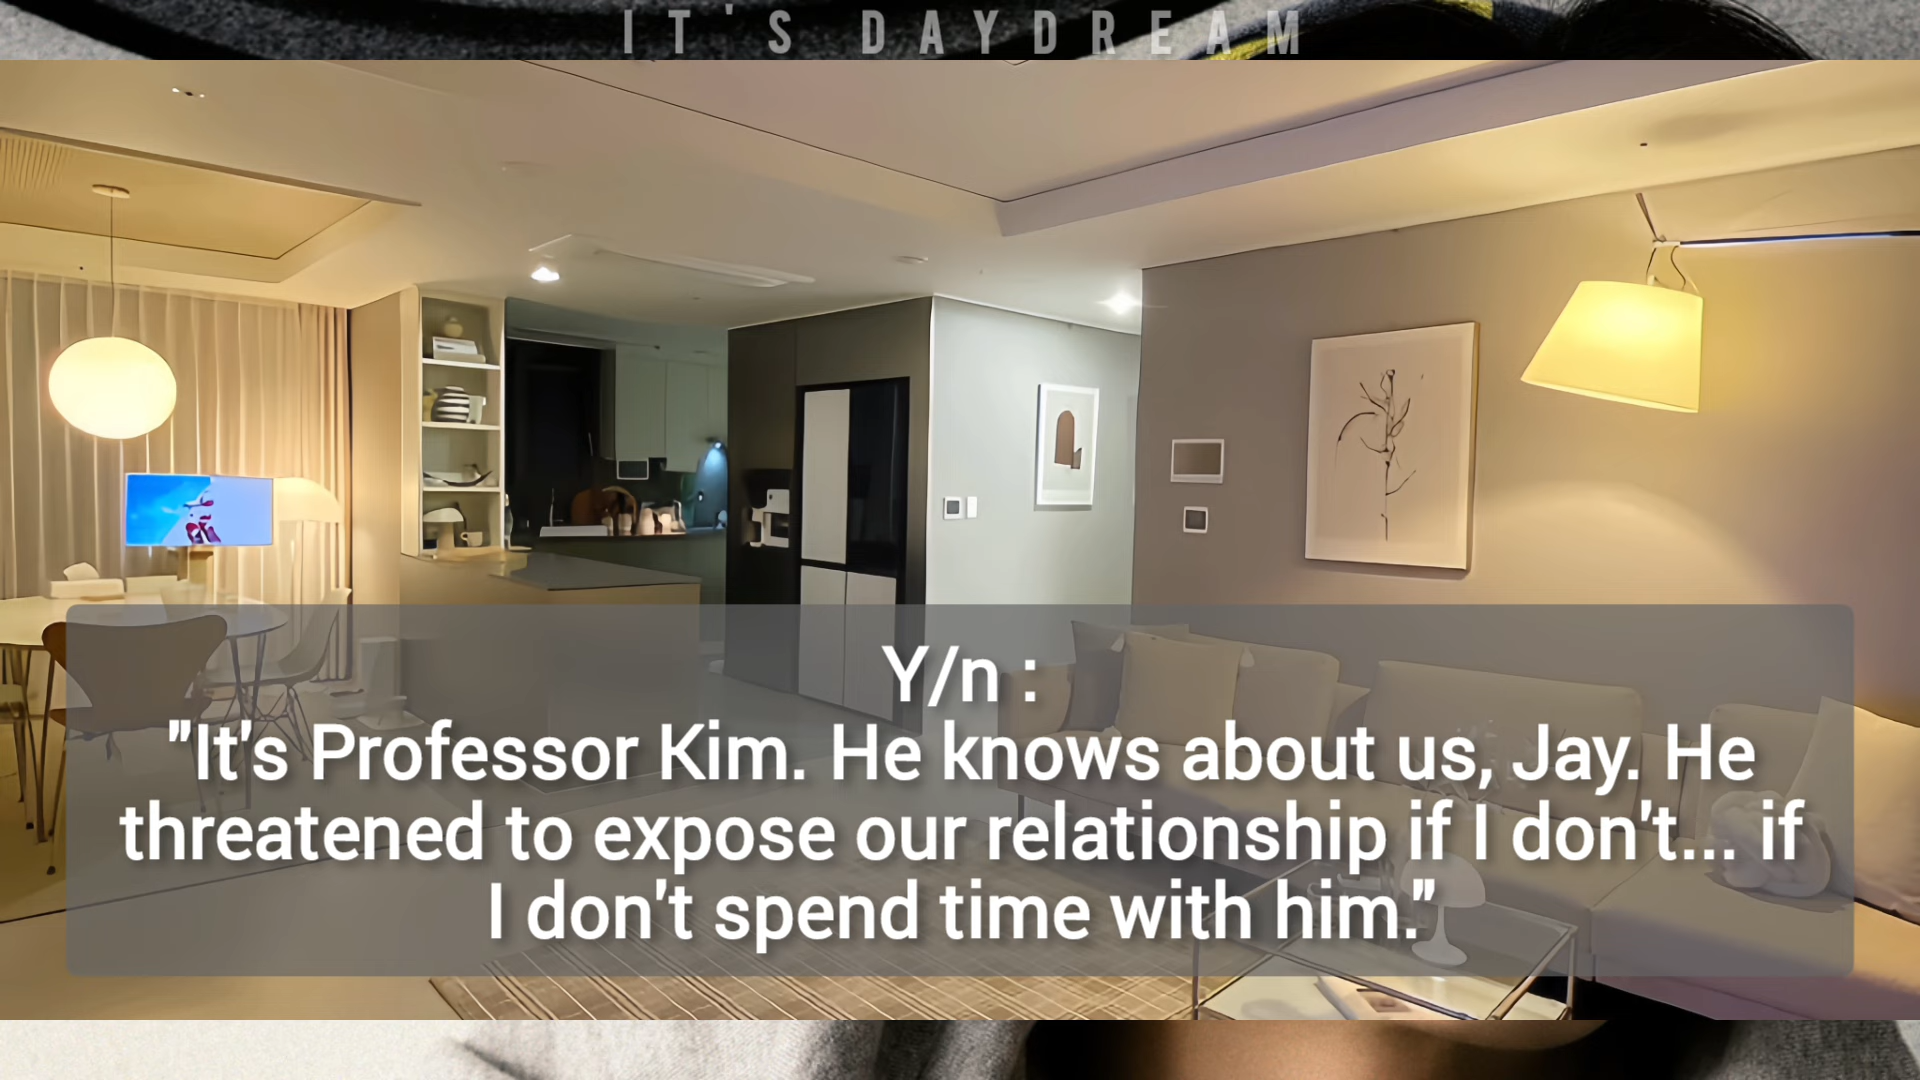 IT'S DAYDREAM
Y/n :
"It's Professor Kim. He knows about us, Jay. He
threatened to expose our relationship if I don't... if
I don't spend time with him."